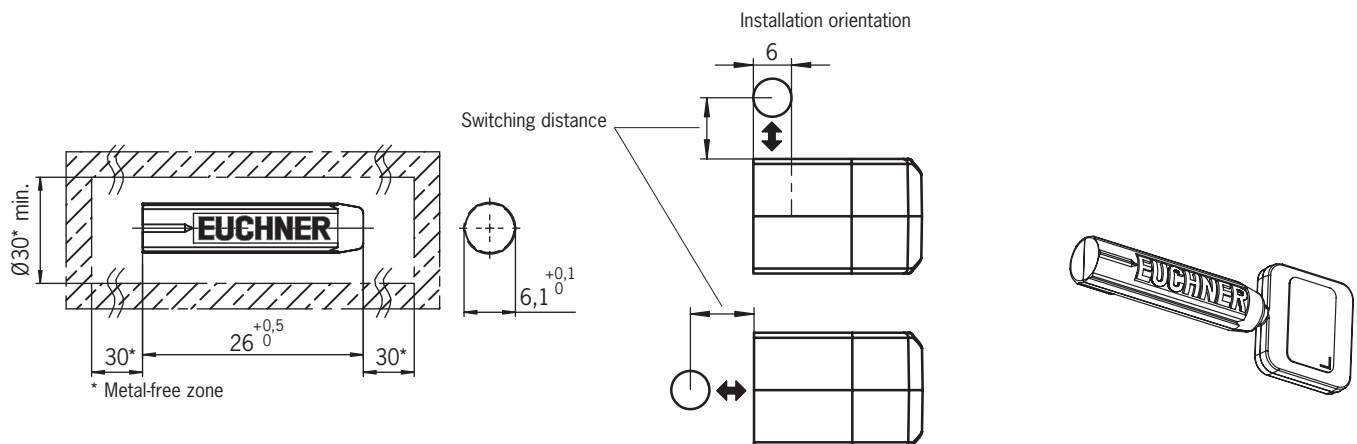 Installation orientation
6
Switching distance
Ø30* min.
EUCHNER
6,1 +0,1 0
26 +0,5 0
30*
30*
* Metal-free zone
EUCHNER